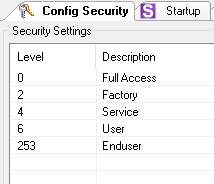 Config Security Startup
Security Settings
Level Description
0 Full Access
2 Factory
4 Service
6 User
253 Enduser